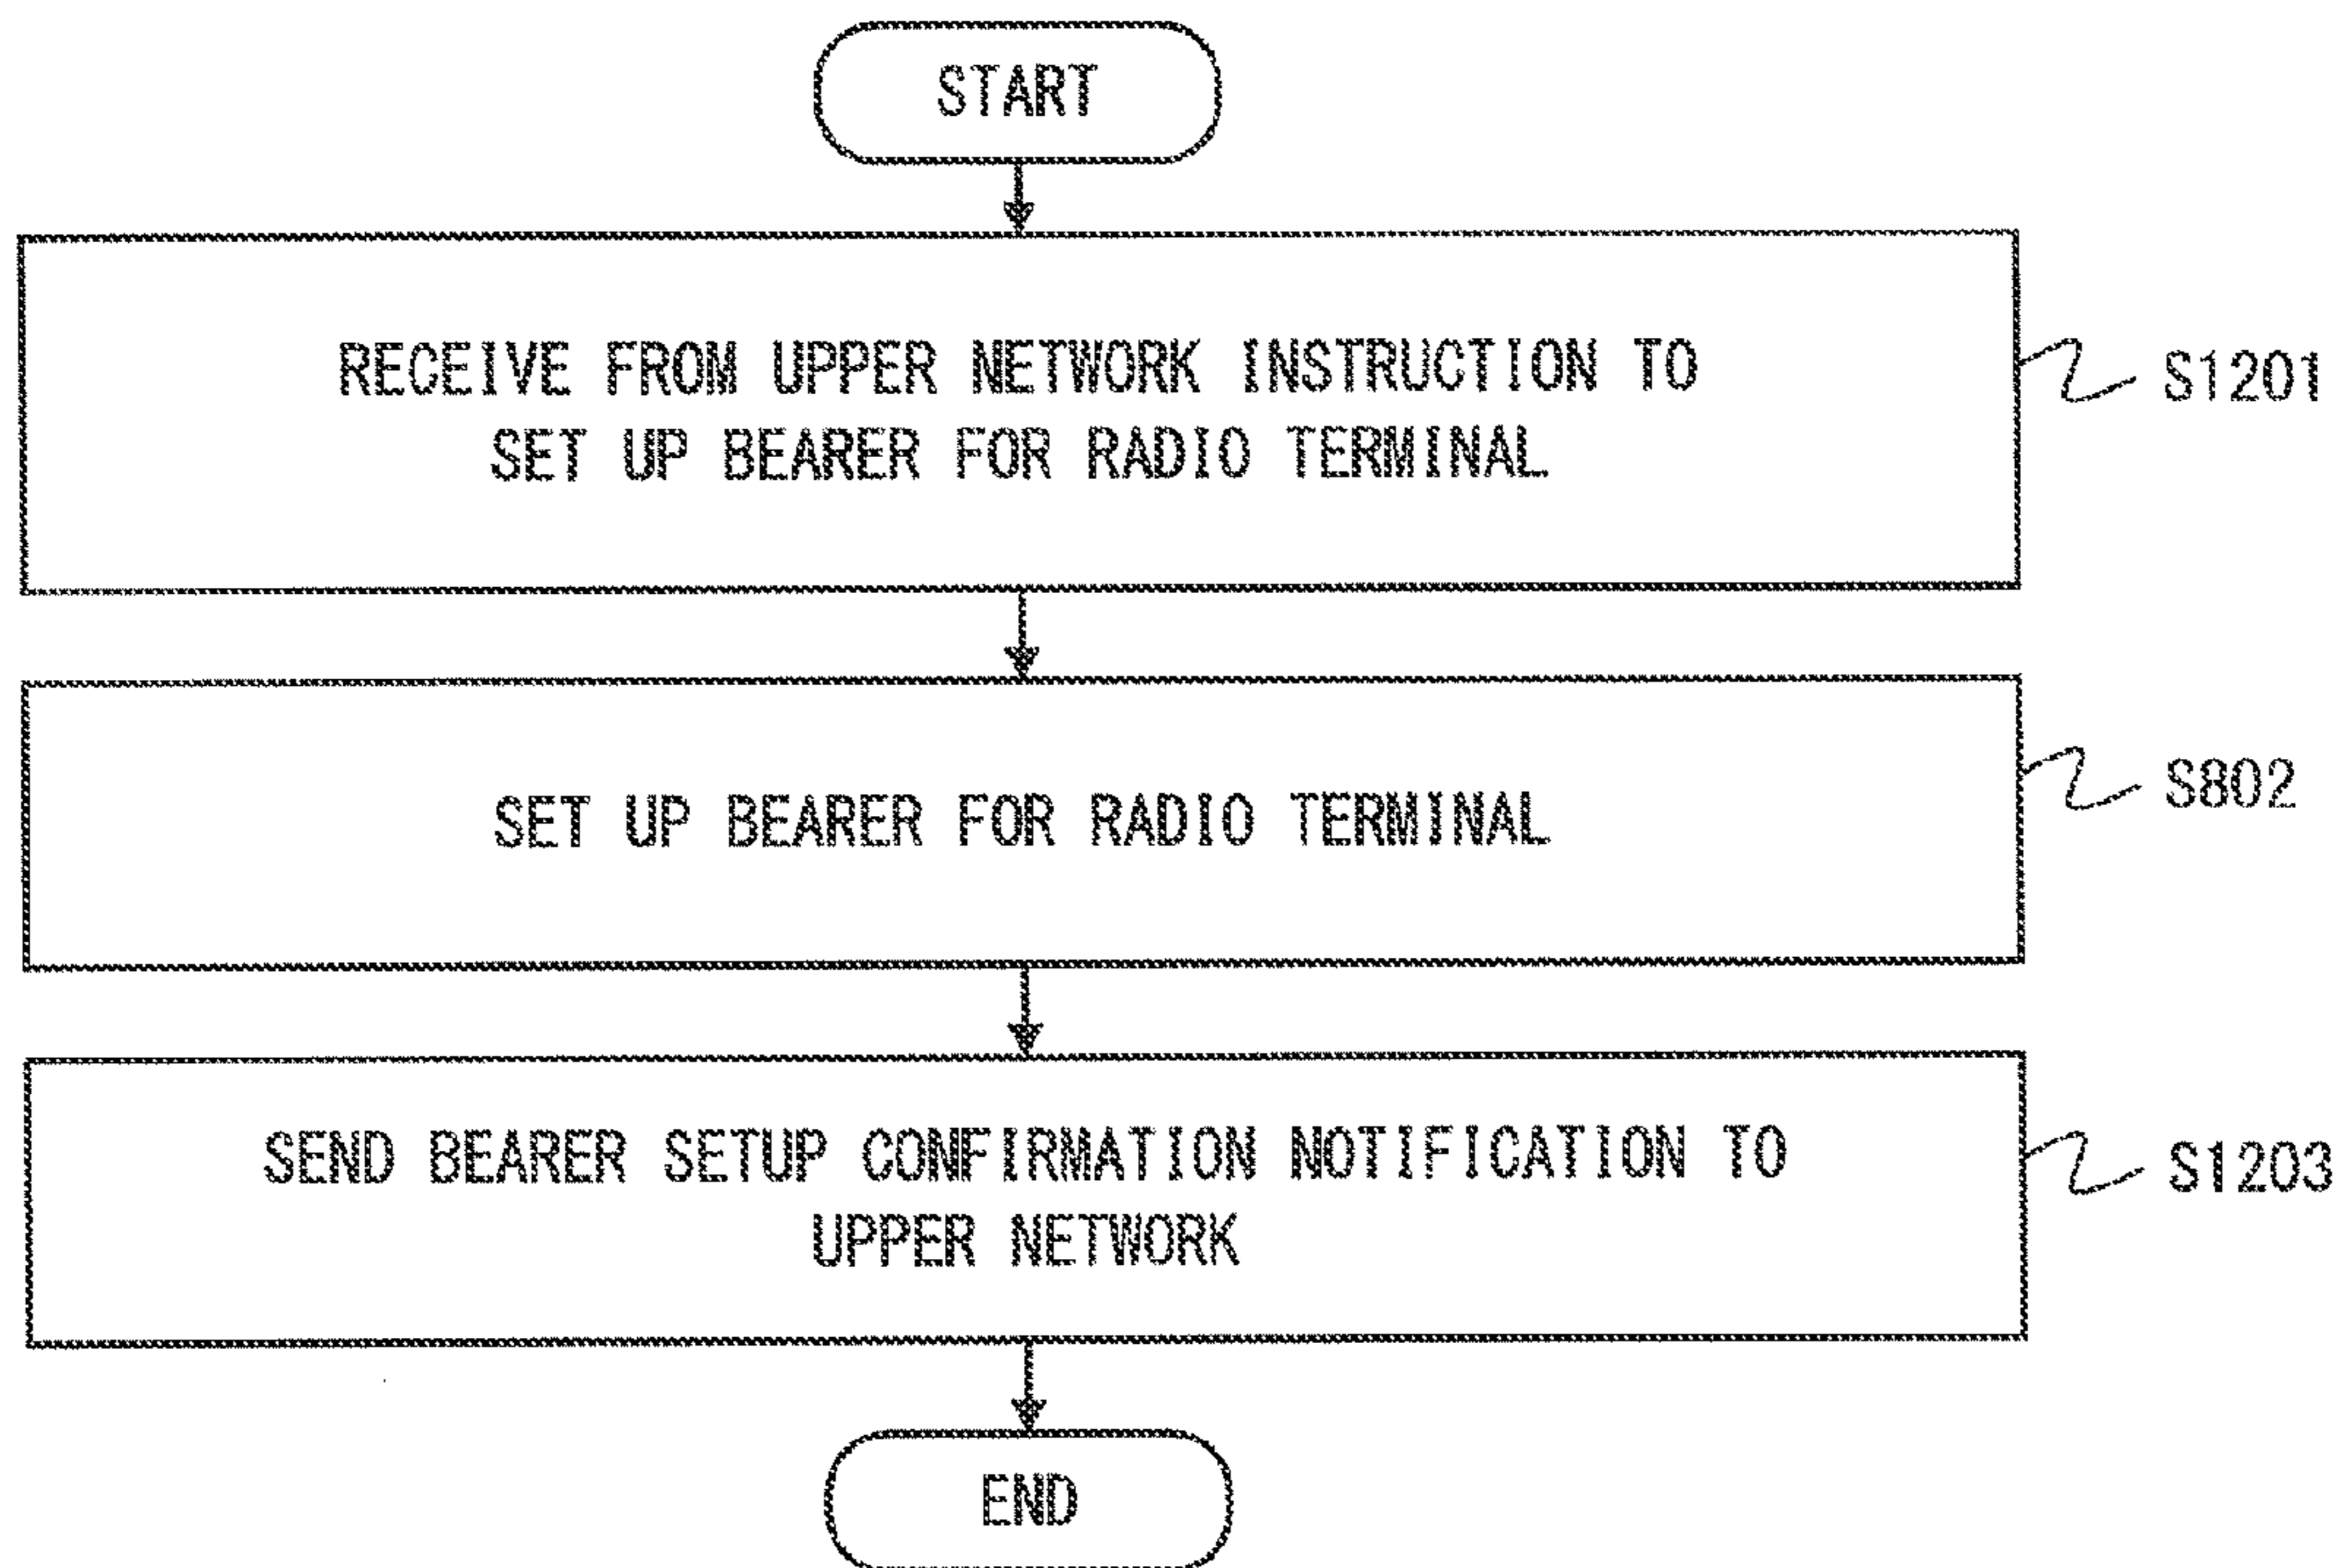 START
RECEIVE FROM UPPER NETWORK INSTRUCTION TO
SET UP BEARER FOR RADIO TERMINAL
S1201
SET UP BEARER FOR RADIO TERMINAL
S802
SEND BEARER SETUP CONFIRMATION NOTIFICATION TO
UPPER NETWORK
S1203
END